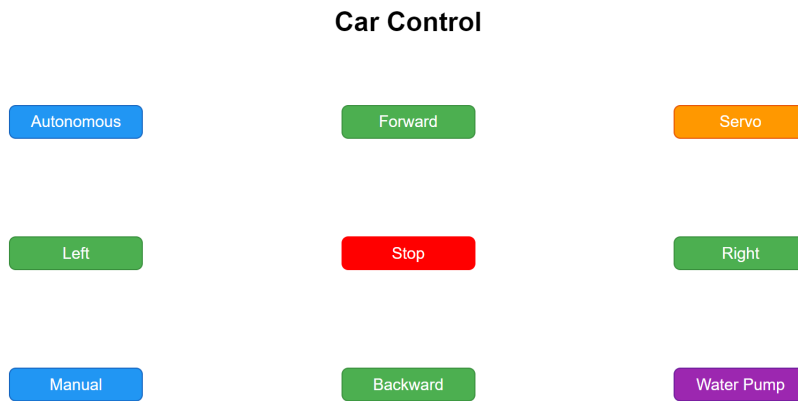 Car Control
Autonomous Forward Servo
Left Stop Right
Manual Backward Water Pump